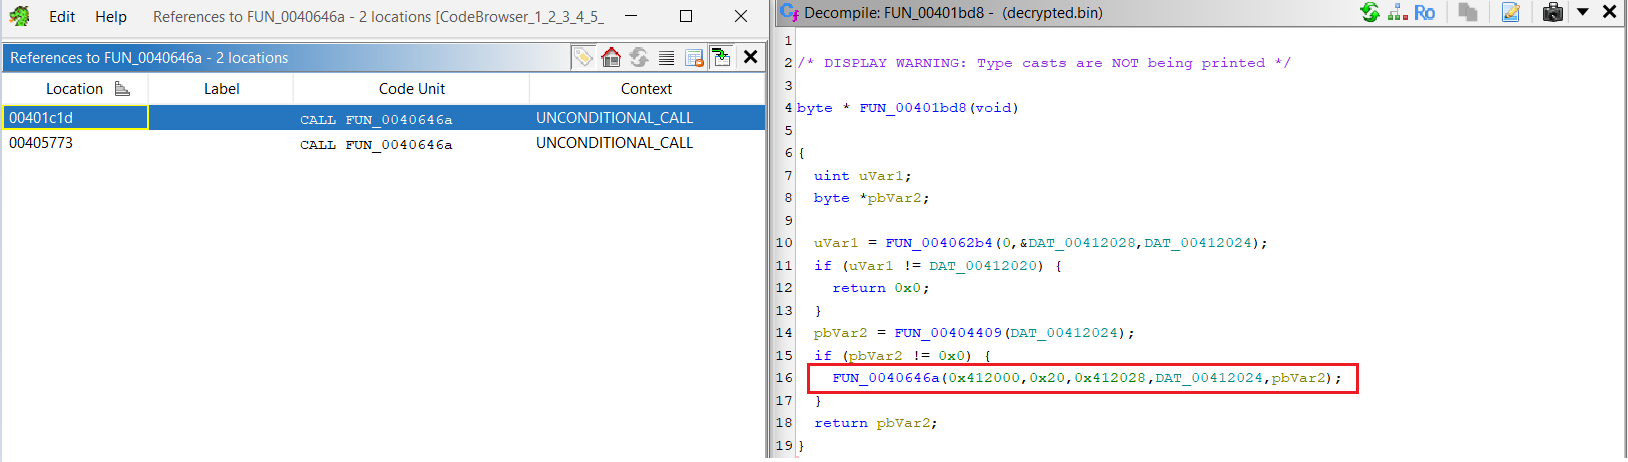 Edit Help References to FUN_0040646a - 2 locations [CodeBrowser_1_2_3_4_5_
References to FUN_0040646a - 2 locations
Location Label Code Unit Context
00401c1d CALL FUN_0040646a UNCONDITIONAL_CALL
00405773 CALL FUN_0040646a UNCONDITIONAL_CALL
Decompile: FUN_00401bd8 - (decrypted.bin)
Ro
1
2 /* DISPLAY WARNING: Type casts are NOT being printed */
3
4 byte * FUN_00401bd8(void)
5
6 {
7 uint uVar1;
8 byte *pbVar2;
9
10 uVar1 = FUN_004062b4(0,&DAT_00412028,DAT_00412024);
11 if (uVar1 != DAT_00412020) {
12 return 0x0;
13 }
14 pbVar2 = FUN_00404409(DAT_00412024);
15 if (pbVar2 != 0x0) {
16 FUN_0040646a(0x412000,0x20,0x412028,DAT_00412024,pbVar2);
17 }
18 return pbVar2;
19 }